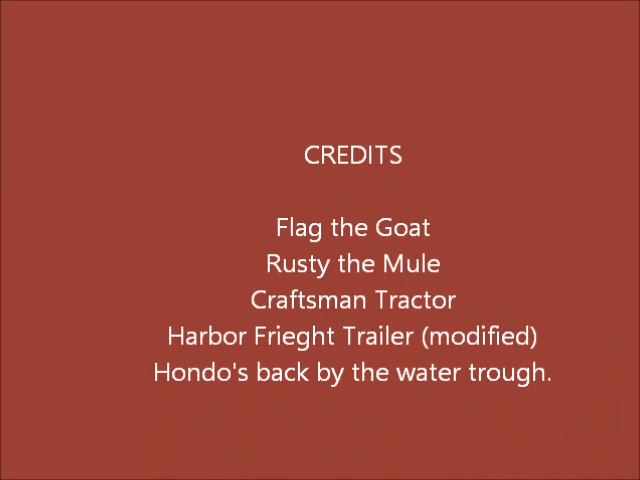 CREDITS
Flag the Goat
Rusty the Mule
Craftsman Tractor
Harbor Frieght Trailer (modified)
Hondo's back by the water trough.